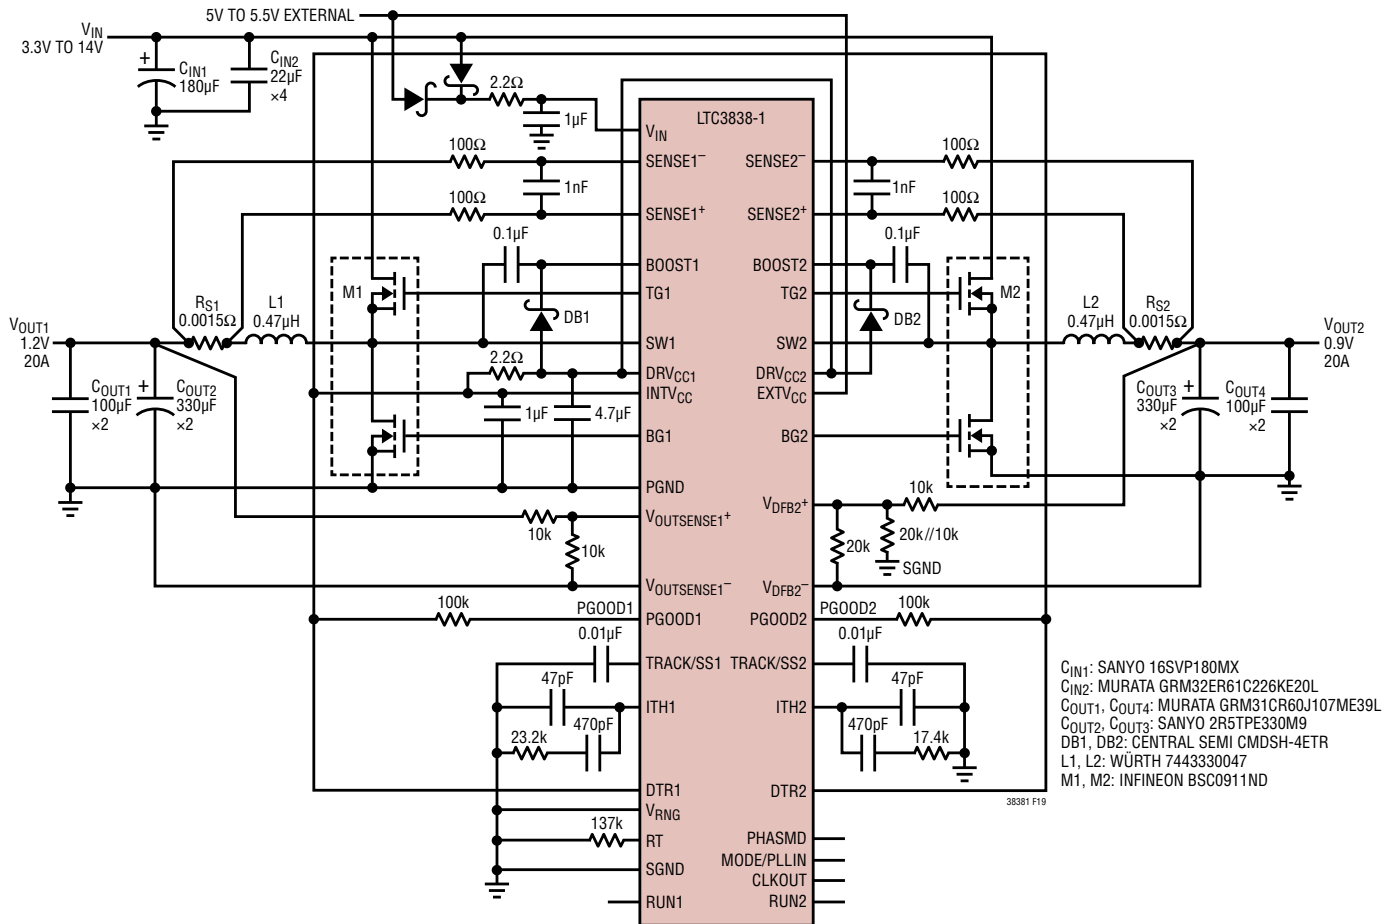 5V TO 5.5V EXTERNAL
VIN
3.3V TO 14V
CIN1
180µF
CIN2
22µF
×4
2.2Ω
1µF
LTC3838-1
VIN
100Ω
SENSE1–
SENSE2–
100Ω
1nF
1nF
100Ω
SENSE1+
SENSE2+
100Ω
0.1µF
0.1µF
BOOST1
BOOST2
M1
TG1
TG2
M2
DB1
DB2
RS1
0.0015Ω
L1
0.47µH
L2
0.47µH
RS2
0.0015Ω
VOUT1
1.2V
20A
SW1
SW2
VOUT2
0.9V
20A
2.2Ω
DRVCC1
DRVCC2
INTVCC
EXTVCC
COUT1
100µF
×2
COUT2
330µF
×2
1µF
4.7µF
COUT3
330µF
×2
COUT4
100µF
×2
BG1
BG2
PGND
VOUTSENSE1+
VDFB2+
10k
10k
10k
20k
20k//10k
SGND
VOUTSENSE1–
VDFB2–
100k
PGOOD1
PGOOD1
PGOOD2
PGOOD2
100k
0.01µF
0.01µF
TRACK/SS1
TRACK/SS2
47pF
47pF
ITH1
ITH2
470pF
470pF
23.2k
17.4k
DTR1
DTR2
VRNG
137k
RT
PHASMD
MODE/PLLIN
SGND
CLKOUT
RUN1
RUN2
CIN1: SANYO 16SVP180MX
CIN2: MURATA GRM32ER61C226KE20L
COUT1, COUT4: MURATA GRM31CR60J107ME39L
COUT2, COUT3: SANYO 2R5TPE330M9
DB1, DB2: CENTRAL SEMI CMDSH-4ETR
L1, L2: WÜRTH 7443330047
M1, M2: INFINEON BSC0911ND
38381 F19